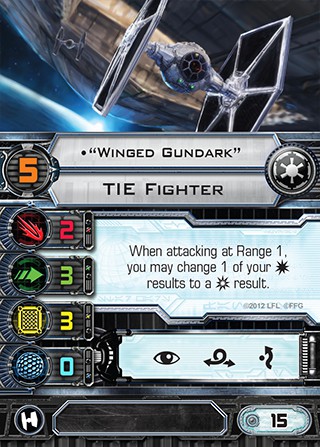 •“Winged Gundark”
5
TIE Fighter
2
When attacking at Range 1,
you may change 1 of your
results to a result.
©2012 LFL ©FFG
3
3
0
15